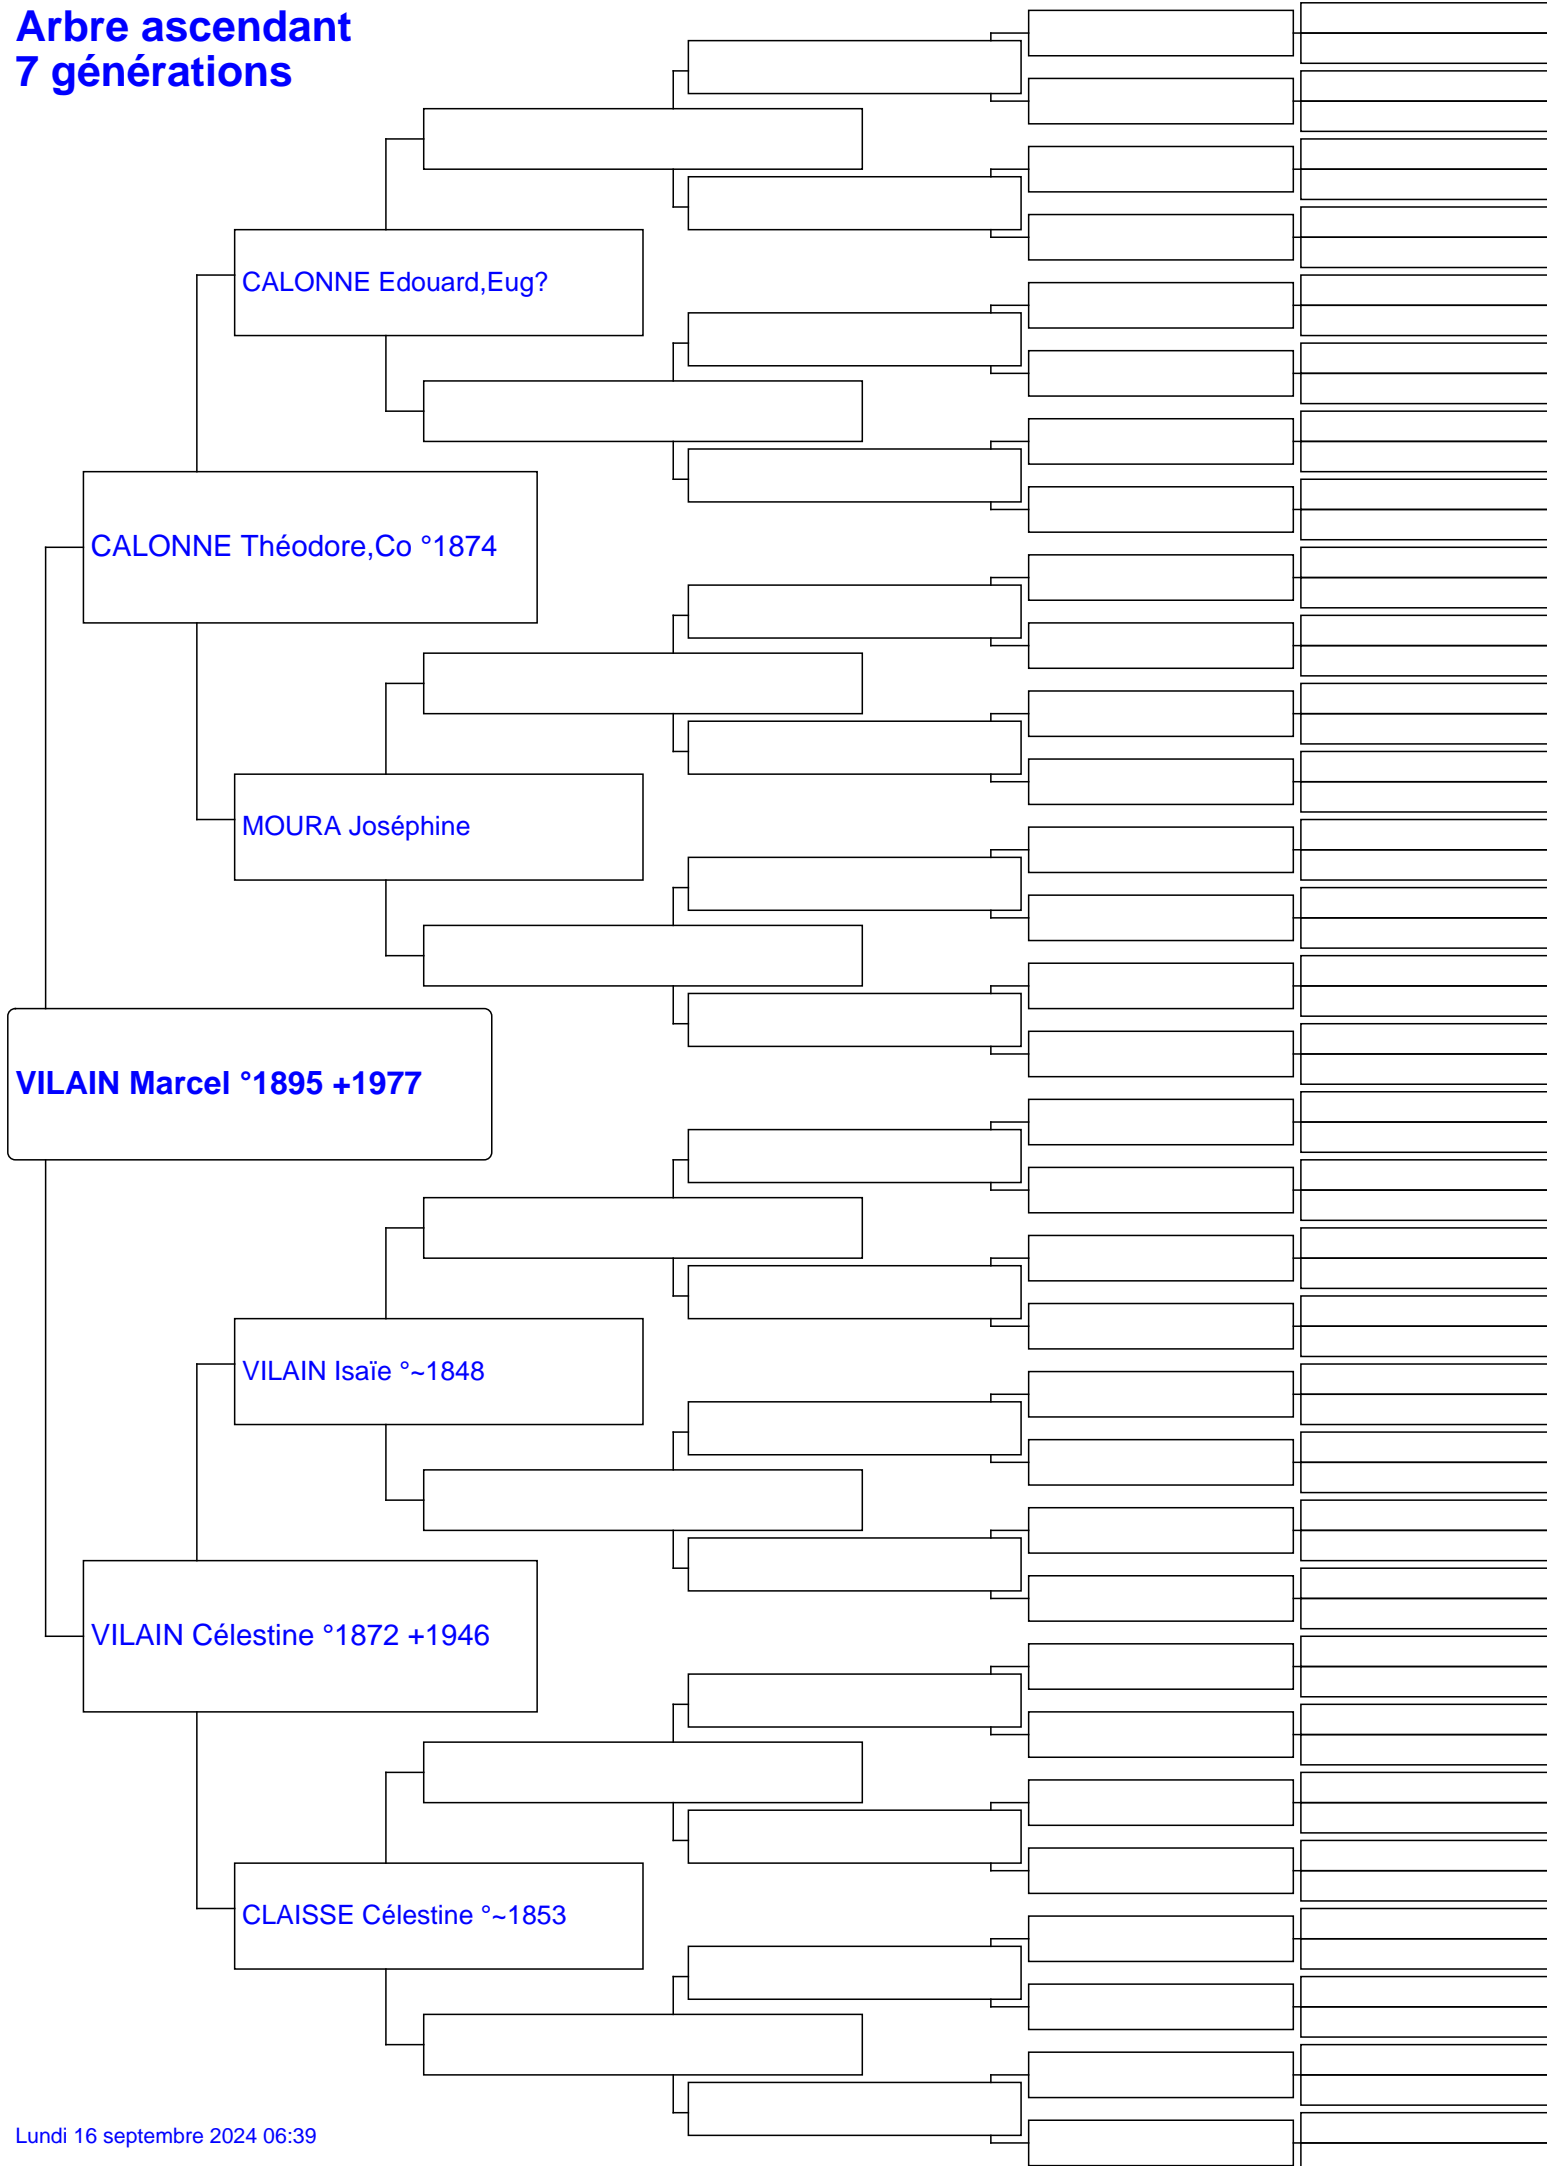 Arbre ascendant
7 générations
CALONNE Edouard,Eug?
CALONNE Théodore,Co °1874
MOURA Joséphine
VILAIN Marcel °1895 +1977
VILAIN Isaïe °~1848
VILAIN Célestine °1872 +1946
CLAISSE Célestine °~1853
Lundi 16 septembre 2024 06:39